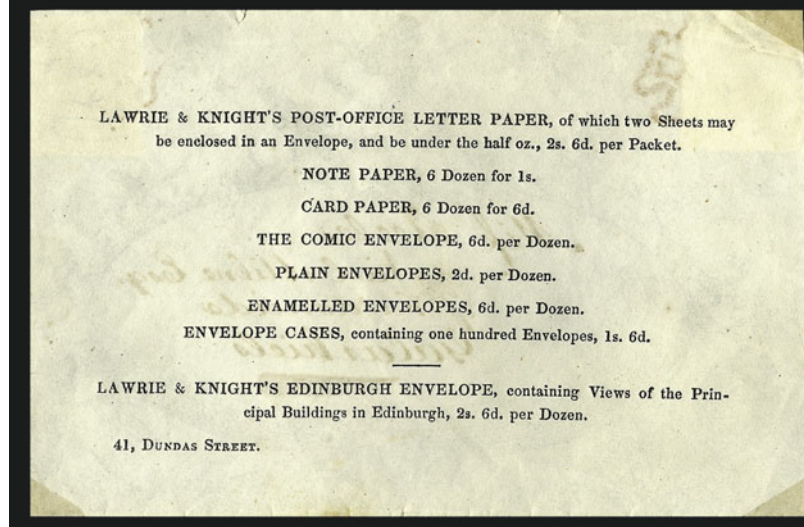 LAWRIE & KNIGHT'S POST-OFFICE LETTER PAPER, of which two Sheets may
be enclosed in an Envelope, and be under the half oz., 2s. 6d. per Packet.
NOTE PAPER, 6 Dozen for 1s.
CARD PAPER, 6 Dozen for 6d.
THE COMIC ENVELOPE, 6d. per Dozen.
PLAIN ENVELOPES, 2d. per Dozen.
ENAMELLED ENVELOPES, 6d. per Dozen.
ENVELOPE CASES, containing one hundred Envelopes, 1s. 6d.
LAWRIE & KNIGHT'S EDINBURGH ENVELOPE, containing Views of the Prin-
cipal Buildings in Edinburgh, 2s. 6d. per Dozen.
41, DUNDAS STREET.